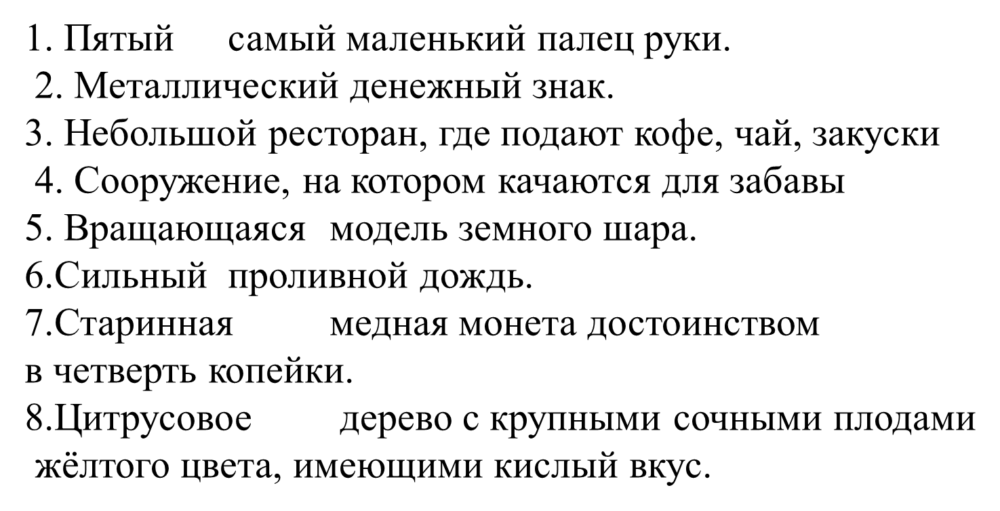 1. Пятый самый маленький палец руки.
2. Металлический денежный знак.
3. Небольшой ресторан, где подают кофе, чай, закуски
4. Сооружение, на котором качаются для забавы
5. Вращающаяся модель земного шара.
6.Сильный проливной дождь.
7.Старинная медная монета достоинством
в четверть копейки.
8.Цитрусовое дерево с крупными сочными плодами
жёлтого цвета, имеющими кислый вкус.